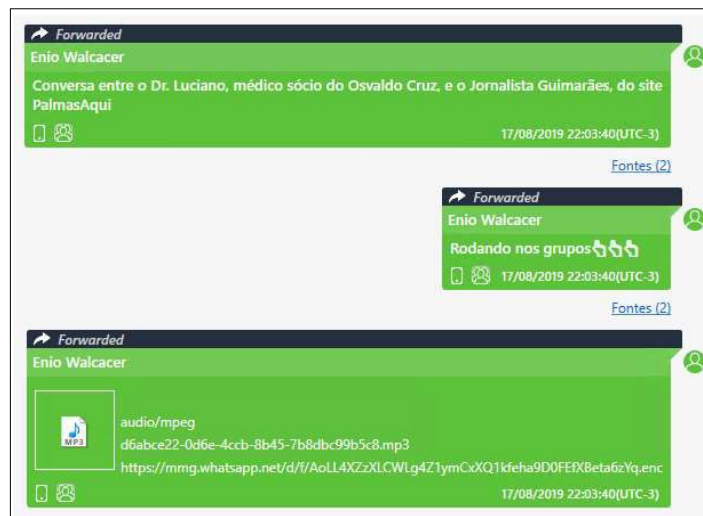 Forwarded
Enio Walcacer
Conversa entre o Dr. Luciano, médico sócio do Osvaldo Cruz, e o Jornalista Guimarães, do site
PalmasAqui
17/08/2019 22:03:40(UTC-3)
Fontes (2)
Forwarded
Enio Walcacer
Rodando nos grupos👆👆👆
17/08/2019 22:03:40(UTC-3)
Fontes (2)
Forwarded
Enio Walcacer
MP3
audio/mpeg
d6abce22-0d6e-4ccb-8b45-7b8dbc99b5c8.mp3
https://mmg.whatsapp.net/d/f/AoLL4XZzXLCWLg4Z1ymCxXQ1kfeha9D0FEfXBeta6zYq.enc
17/08/2019 22:03:40(UTC-3)